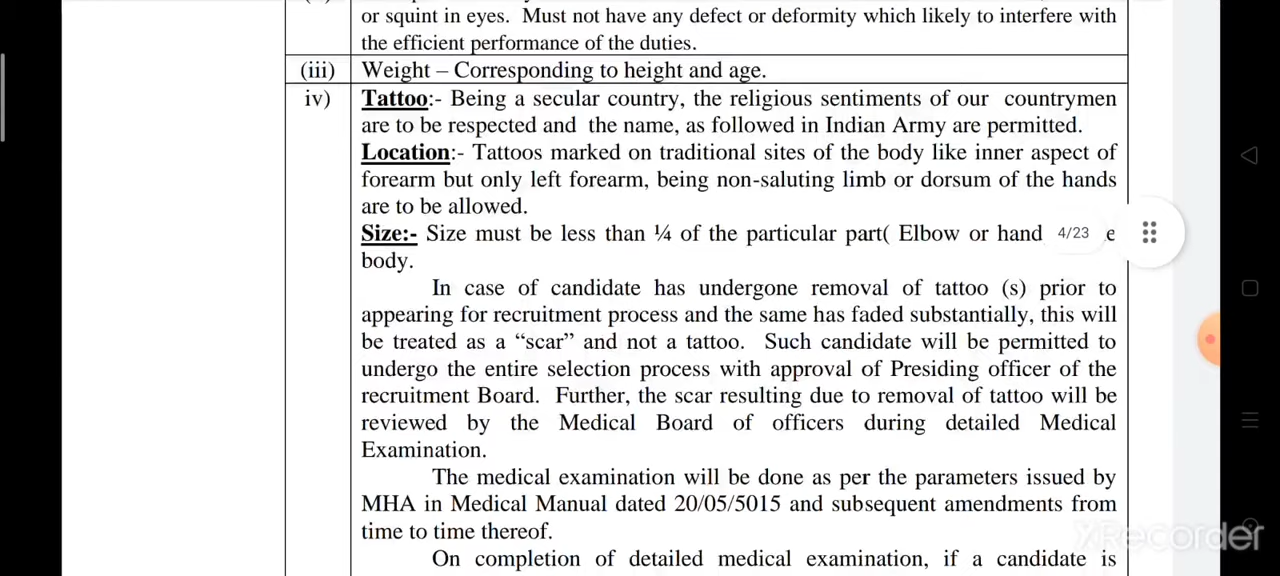 or squint in eyes.  Must not have any defect or deformity which likely to interfere with
the efficient performance of the duties.
(iii) Weight – Corresponding to height and age.
iv) Tattoo:- Being a secular country, the religious sentiments of our  countrymen
are to be respected and  the name, as followed in Indian Army are permitted.
Location:- Tattoos marked on traditional sites of the body like inner aspect of
forearm but only left forearm, being non-saluting limb or dorsum of the hands
are to be allowed.
Size:- Size must be less than ¼ of the particular part( Elbow or hand
4/23
body.
In case of candidate has undergone removal of tattoo (s) prior to
appearing for recruitment process and the same has faded substantially, this will
be treated as a “scar” and not a tattoo.  Such candidate will be permitted to
undergo the entire selection process with approval of Presiding officer of the
recruitment Board.  Further, the scar resulting due to removal of tattoo will be
reviewed by the Medical Board of officers during detailed Medical
Examination.
The medical examination will be done as per the parameters issued by
MHA in Medical Manual dated 20/05/5015 and subsequent amendments from
time to time thereof.
On completion of detailed medical examination, if a candidate is
XRecorder